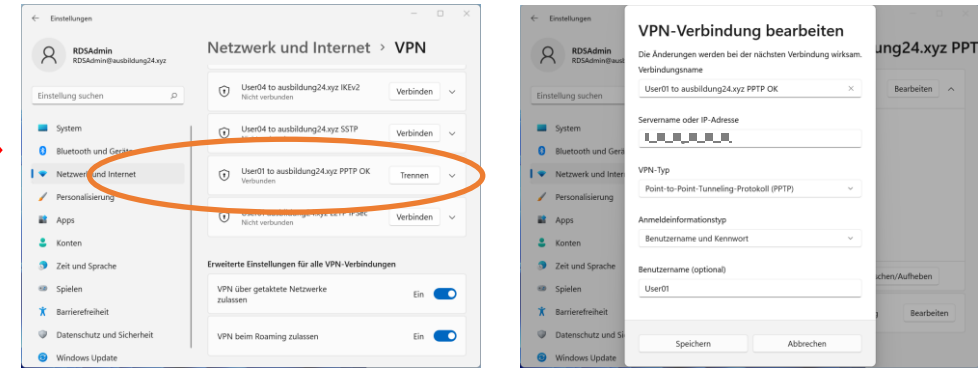 Einstellungen
RDSAdmin
RDSAdmin@ausbildung24.xyz
Einstellung suchen
System
Bluetooth und Geräte
Netzwerk und Internet
Personalisierung
Apps
Konten
Zeit und Sprache
Spielen
Barrierefreiheit
Datenschutz und Sicherheit
Windows Update
Netzwerk und Internet > VPN
User04 to ausbildung24.xyz IKEv2
Nicht verbunden
Verbinden
User04 to ausbildung24.xyz SSTP
Verbinden
User01 to ausbildung24.xyz PPTP OK
Verbunden
Trennen
Nicht verbunden
Verbinden
Erweiterte Einstellungen für alle VPN-Verbindungen
VPN über getaktete Netzwerke
zulassen
Ein
VPN beim Roaming zulassen
Ein
Einstellungen
RDSAdmin
RDSAdmin@aus
Einstellung suchen
System
Bluetooth und Gerä
Netzwerk und Inter
Personalisierung
Apps
Konten
Zeit und Sprache
Spielen
Barrierefreiheit
Datenschutz und Si
Windows Update
VPN-Verbindung bearbeiten
Die Änderungen werden bei der nächsten Verbindung wirksam.
Verbindungsname
User01 to ausbildung24.xyz PPTP OK
Servername oder IP-Adresse
VPN-Typ
Point-to-Point-Tunneling-Protokoll (PPTP)
Anmeldeinformationstyp
Benutzername und Kennwort
Benutzername (optional)
User01
Speichern
Abbrechen
ung24.xyz PPT
Bearbeiten
schen/Aufheben
Bearbeiten